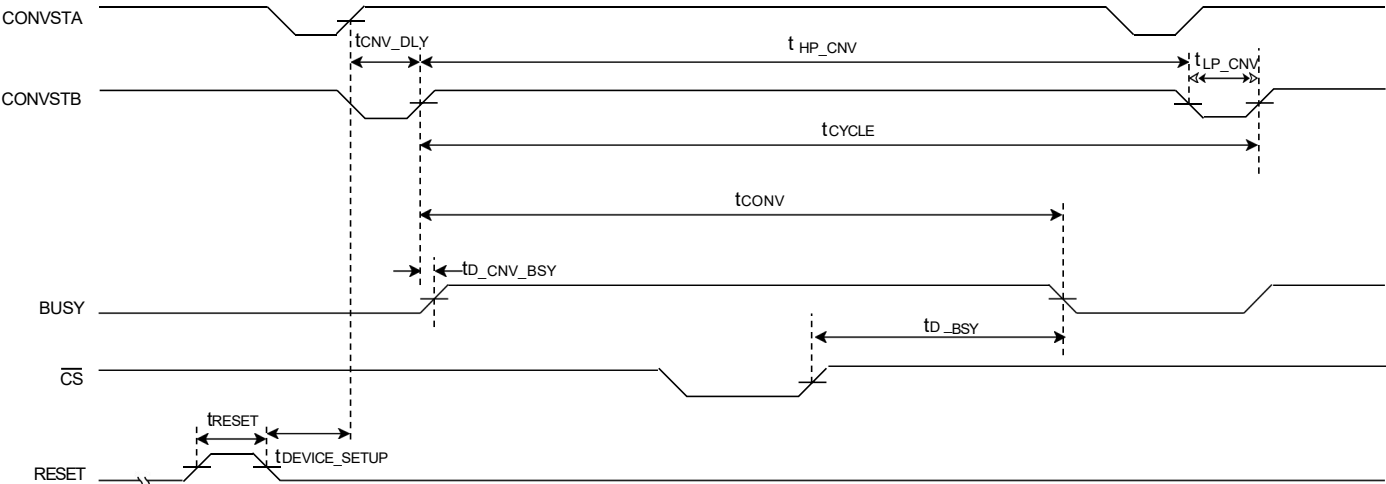 CONVSTA
tCNV_DLY
t HP_CNV
t LP_CNV
CONVSTB
tCYCLE
tCONV
tD_CNV_BSY
BUSY
tD_BSY
CS
tRESET
tDEVICE_SETUP
RESET